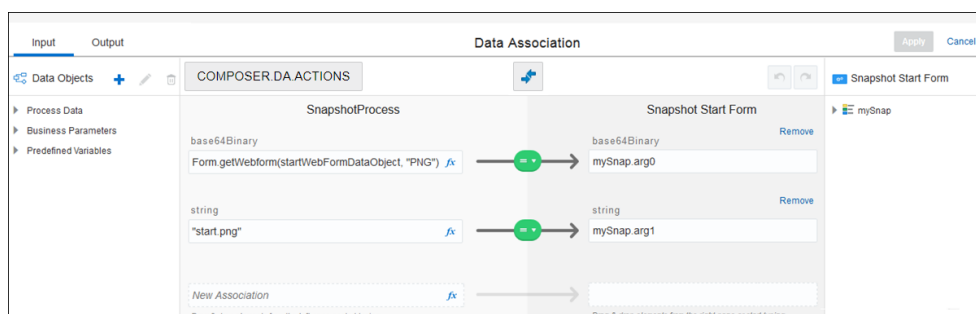 Input Output Data Association Apply Cancel
Data Objects COMPOSER.DA.ACTIONS Snapshot Start Form
Process Data SnapshotProcess Snapshot Start Form mySnap
Business Parameters Remove
base64Binary base64Binary
Predefined Variables
Form.getWebform(startWebFormDataObject, "PNG") fx = mySnap.arg0
Remove
string string
"start.png" fx = mySnap.arg1
New Association fx